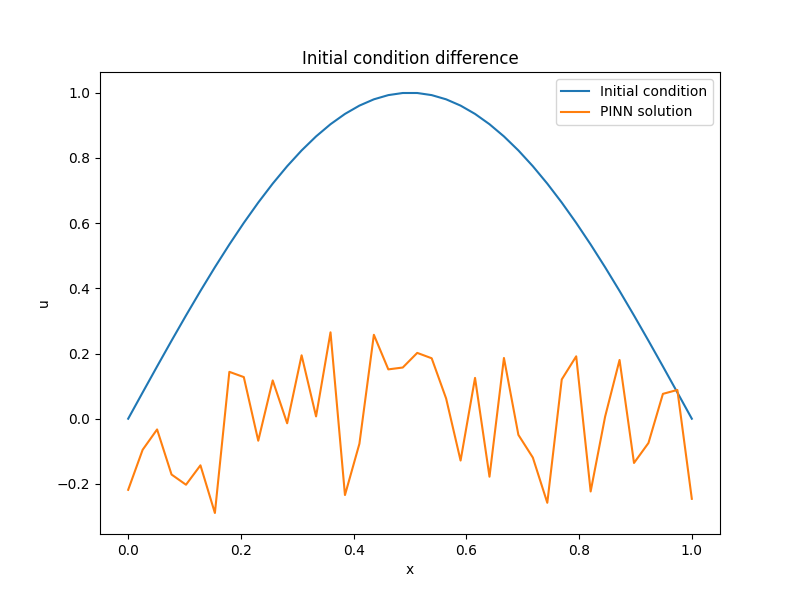 Initial condition difference
Initial condition
PINN solution
1.0
0.8
0.6
0.4
0.2
0.0
−0.2
u
0.0 0.2 0.4 0.6 0.8 1.0
x